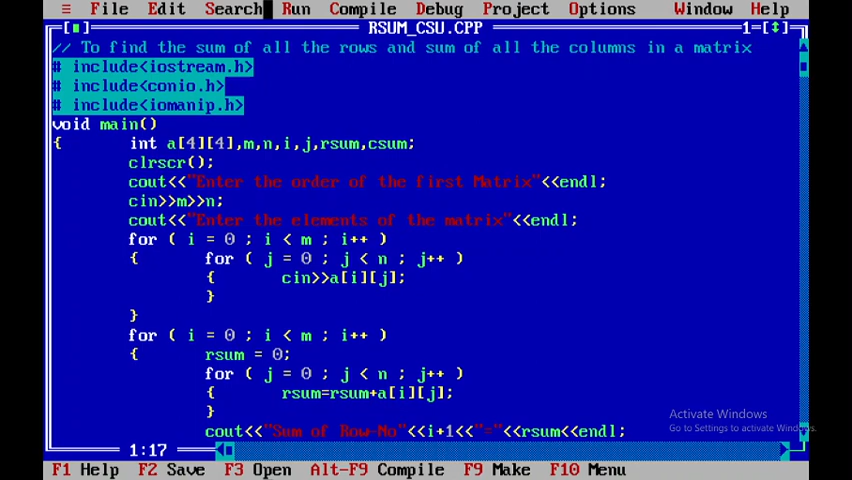 ≡ File Edit Search Run Compile Debug Project Options Window Help
[■] RSUM_CSU.CPP 1=[↕]
// To find the sum of all the rows and sum of all the columns in a matrix
# include<iostream.h>
# include<conio.h>
# include<iomanip.h>
void main()
{ int a[4][4],m,n,i,j,rsum,csum;
clrscr();
cout<<"Enter the order of the first Matrix"<<endl;
cin>>m>>n;
cout<<"Enter the elements of the matrix"<<endl;
for ( i = 0 ; i < m ; i++ )
{ for ( j = 0 ; j < n ; j++ )
{ cin>>a[i][j];
}
}
for ( i = 0 ; i < m ; i++ )
{ rsum = 0;
for ( j = 0 ; j < n ; j++ )
{ rsum=rsum+a[i][j];
}
cout<<"Sum of Row-No"<<i+1<<"="<<rsum<<endl;
Activate Windows
Go to Settings to activate Windows.
1:17
F1 Help F2 Save F3 Open Alt-F9 Compile F9 Make F10 Menu